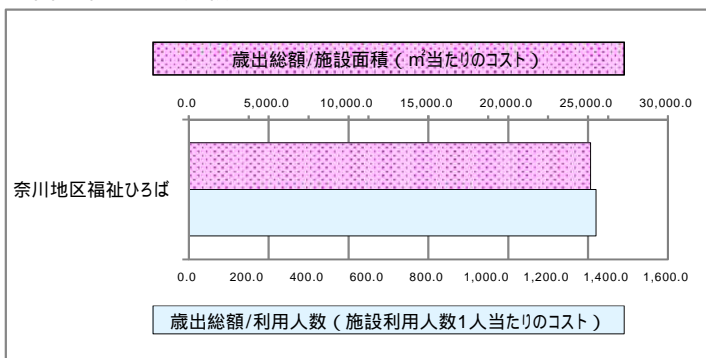 歳出総額/施設面積（㎡当たりのコスト）
0.0 5,000.0 10,000.0 15,000.0 20,000.0 25,000.0 30,000.0
奈川地区福祉ひろば
0.0 200.0 400.0 600.0 800.0 1,000.0 1,200.0 1,400.0 1,600.0
歳出総額/利用人数（施設利用人数1人当たりのコスト）